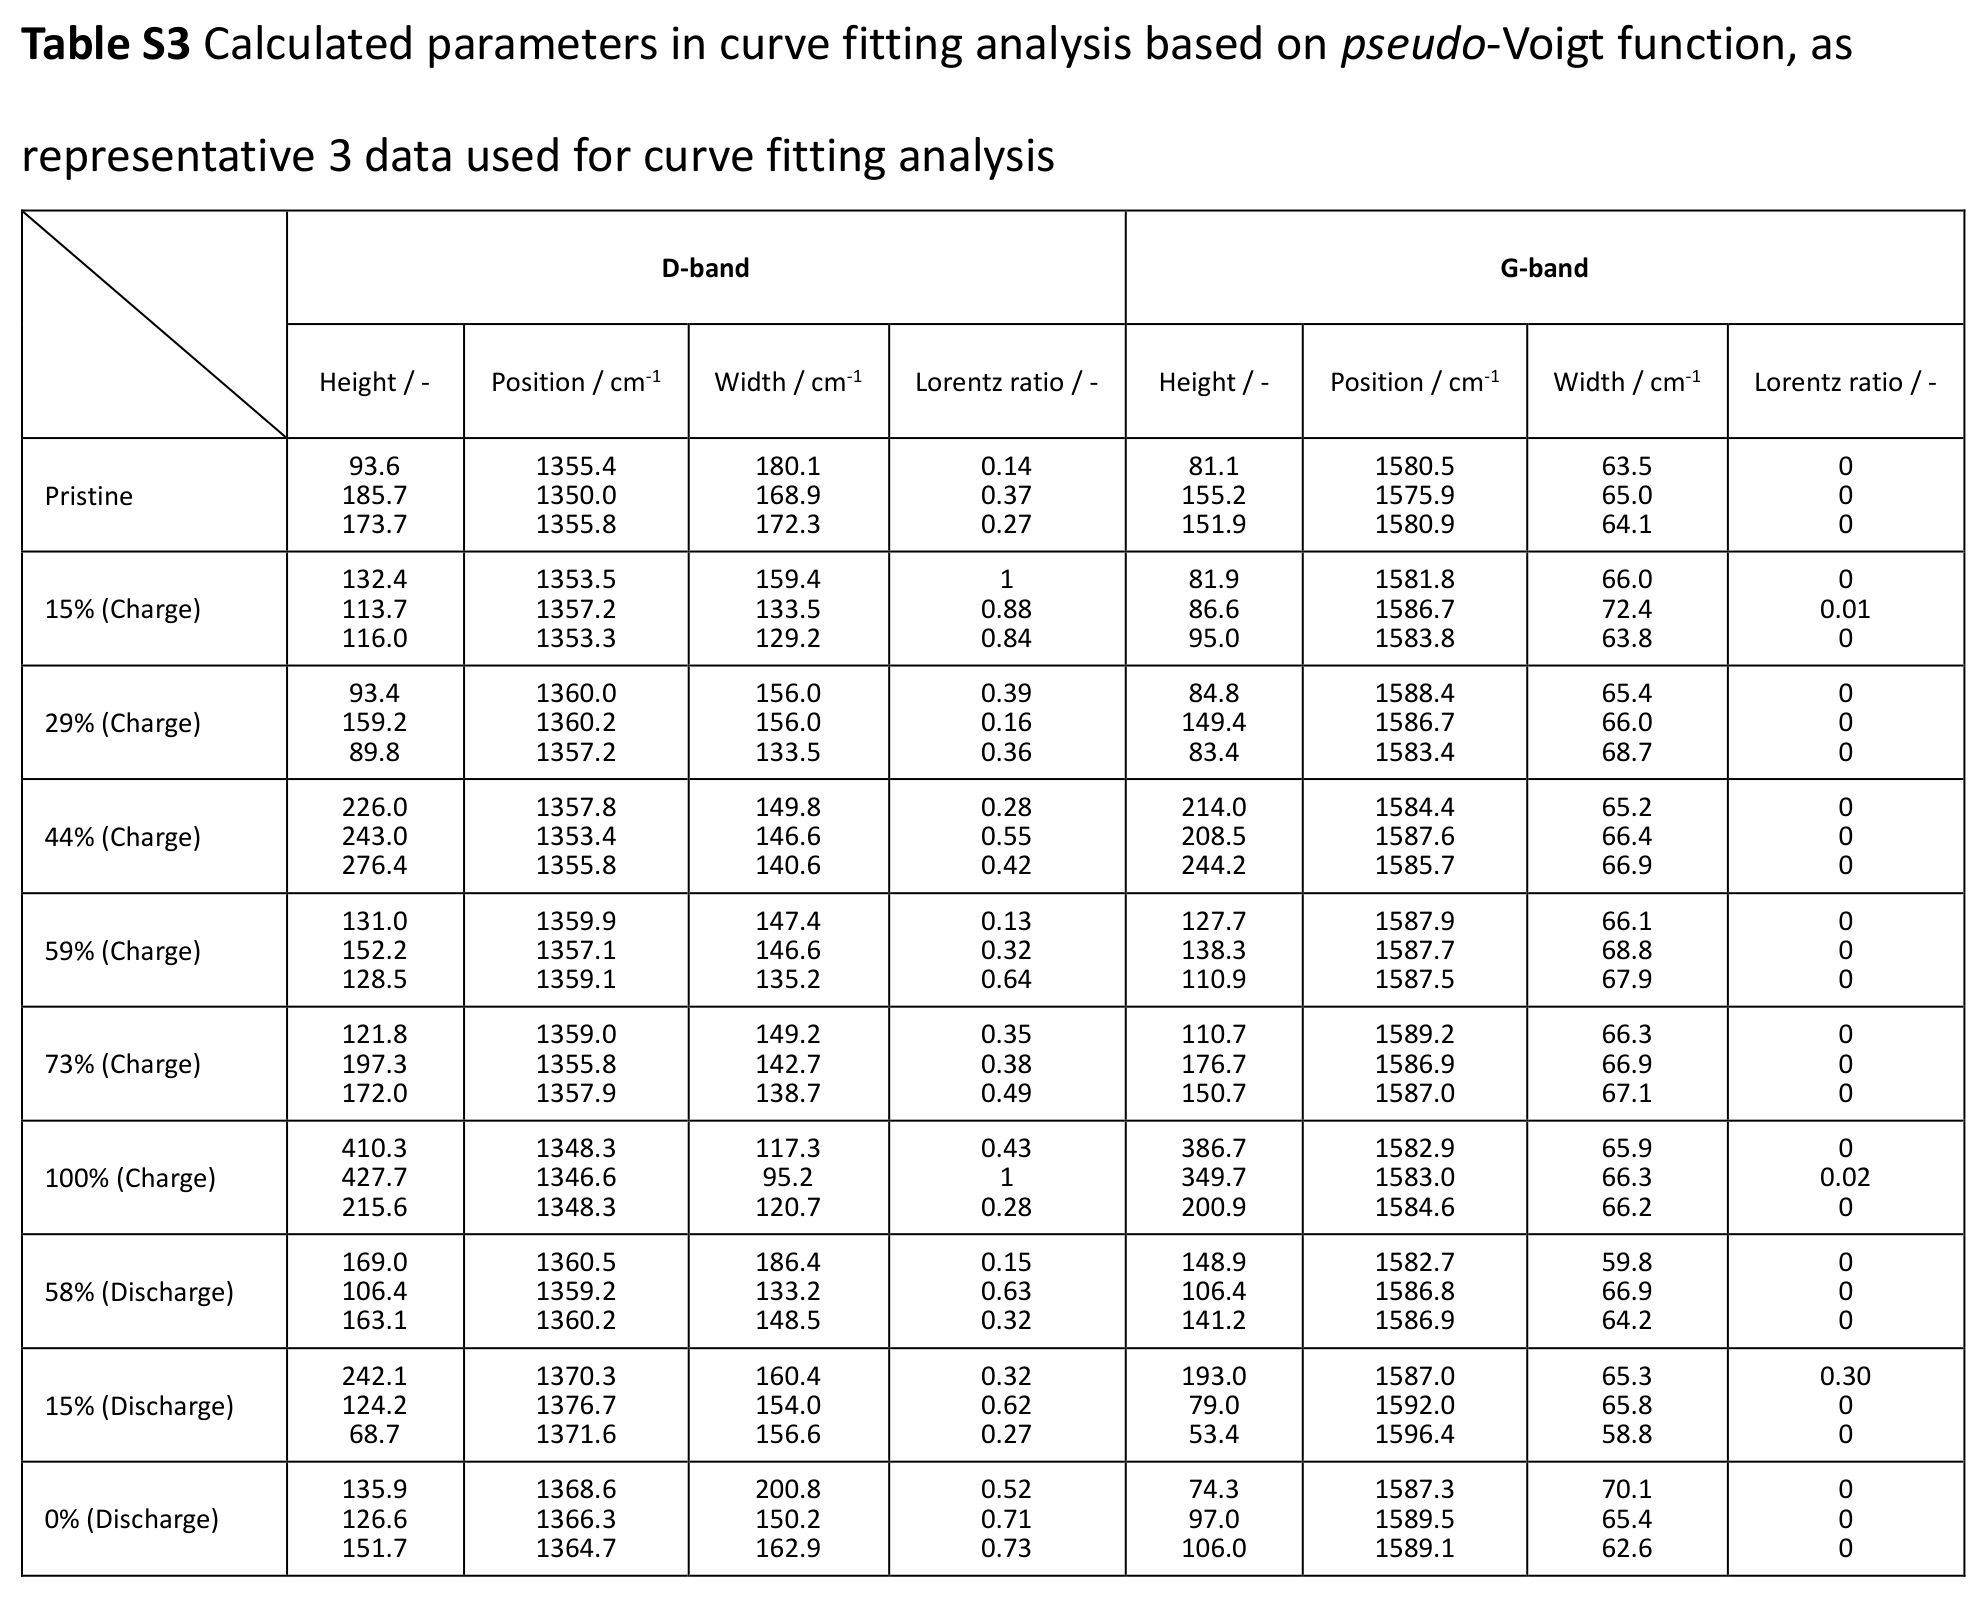 Table S3 Calculated parameters in curve fitting analysis based on pseudo-Voigt function, as
representative 3 data used for curve fitting analysis
D-band G-band
Height / - Position / cm-1 Width / cm-1 Lorentz ratio / - Height / - Position / cm-1 Width / cm-1 Lorentz ratio / -
Pristine
93.6 1355.4 180.1 0.14 81.1 1580.5 63.5 0
185.7 1350.0 168.9 0.37 155.2 1575.9 65.0 0
173.7 1355.8 172.3 0.27 151.9 1580.9 64.1 0
15% (Charge)
132.4 1353.5 159.4 1 81.9 1581.8 66.0 0
113.7 1357.2 133.5 0.88 86.6 1586.7 72.4 0.01
116.0 1353.3 129.2 0.84 95.0 1583.8 63.8 0
29% (Charge)
93.4 1360.0 156.0 0.39 84.8 1588.4 65.4 0
159.2 1360.2 156.0 0.16 149.4 1586.7 66.0 0
89.8 1357.2 133.5 0.36 83.4 1583.4 68.7 0
44% (Charge)
226.0 1357.8 149.8 0.28 214.0 1584.4 65.2 0
243.0 1353.4 146.6 0.55 208.5 1587.6 66.4 0
276.4 1355.8 140.6 0.42 244.2 1585.7 66.9 0
59% (Charge)
131.0 1359.9 147.4 0.13 127.7 1587.9 66.1 0
152.2 1357.1 146.6 0.32 138.3 1587.7 68.8 0
128.5 1359.1 135.2 0.64 110.9 1587.5 67.9 0
73% (Charge)
121.8 1359.0 149.2 0.35 110.7 1589.2 66.3 0
197.3 1355.8 142.7 0.38 176.7 1586.9 66.9 0
172.0 1357.9 138.7 0.49 150.7 1587.0 67.1 0
100% (Charge)
410.3 1348.3 117.3 0.43 386.7 1582.9 65.9 0
427.7 1346.6 95.2 1 349.7 1583.0 66.3 0.02
215.6 1348.3 120.7 0.28 200.9 1584.6 66.2 0
58% (Discharge)
169.0 1360.5 186.4 0.15 148.9 1582.7 59.8 0
106.4 1359.2 133.2 0.63 106.4 1586.8 66.9 0
163.1 1360.2 148.5 0.32 141.2 1586.9 64.2 0
15% (Discharge)
242.1 1370.3 160.4 0.32 193.0 1587.0 65.3 0.30
124.2 1376.7 154.0 0.62 79.0 1592.0 65.8 0
68.7 1371.6 156.6 0.27 53.4 1596.4 58.8 0
0% (Discharge)
135.9 1368.6 200.8 0.52 74.3 1587.3 70.1 0
126.6 1366.3 150.2 0.71 97.0 1589.5 65.4 0
151.7 1364.7 162.9 0.73 106.0 1589.1 62.6 0